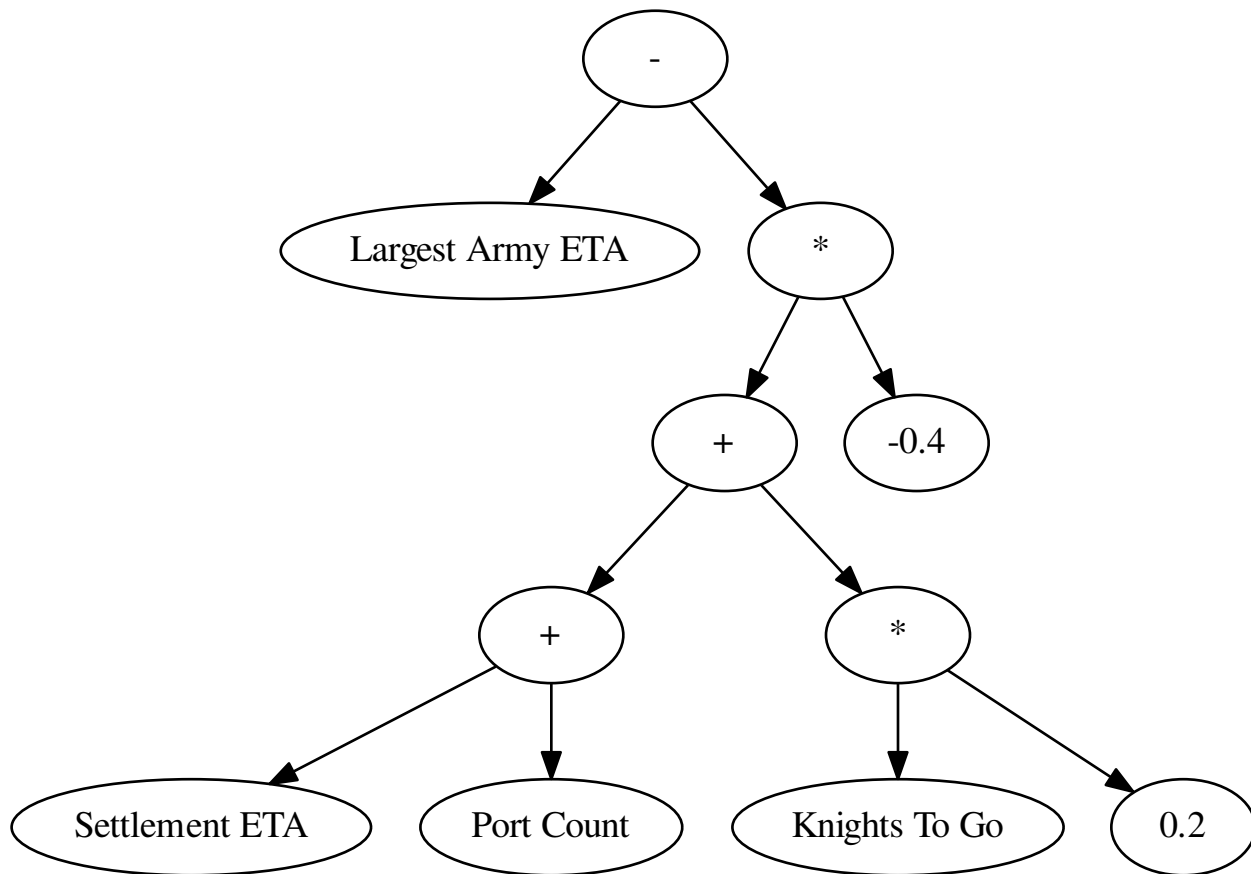 -
Largest Army ETA
*
+
-0.4
+
*
Settlement ETA
Port Count
Knights To Go
0.2